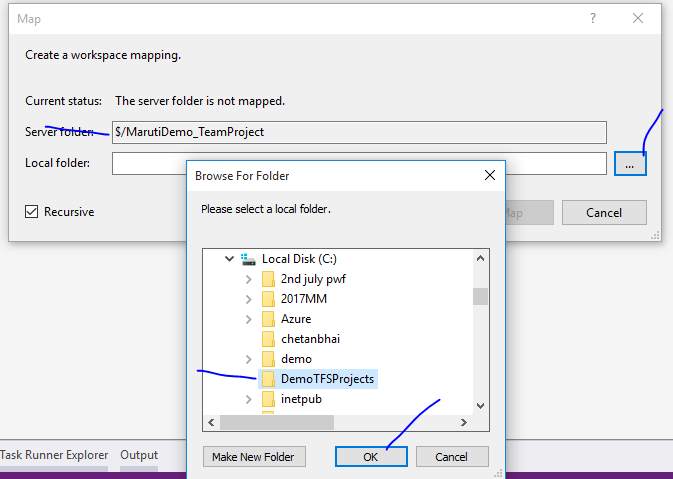 Map
?
Create a workspace mapping.
Current status: The server folder is not mapped.
Server folder: $/MarutiDemo_TeamProject
Local folder:
...
Browse For Folder
Please select a local folder.
Recursive
Cancel
Local Disk (C:)
2nd july pwf
2017MM
Azure
chetanbhai
demo
DemoTFSProjects
inetpub
Make New Folder OK Cancel
Task Runner Explorer Output